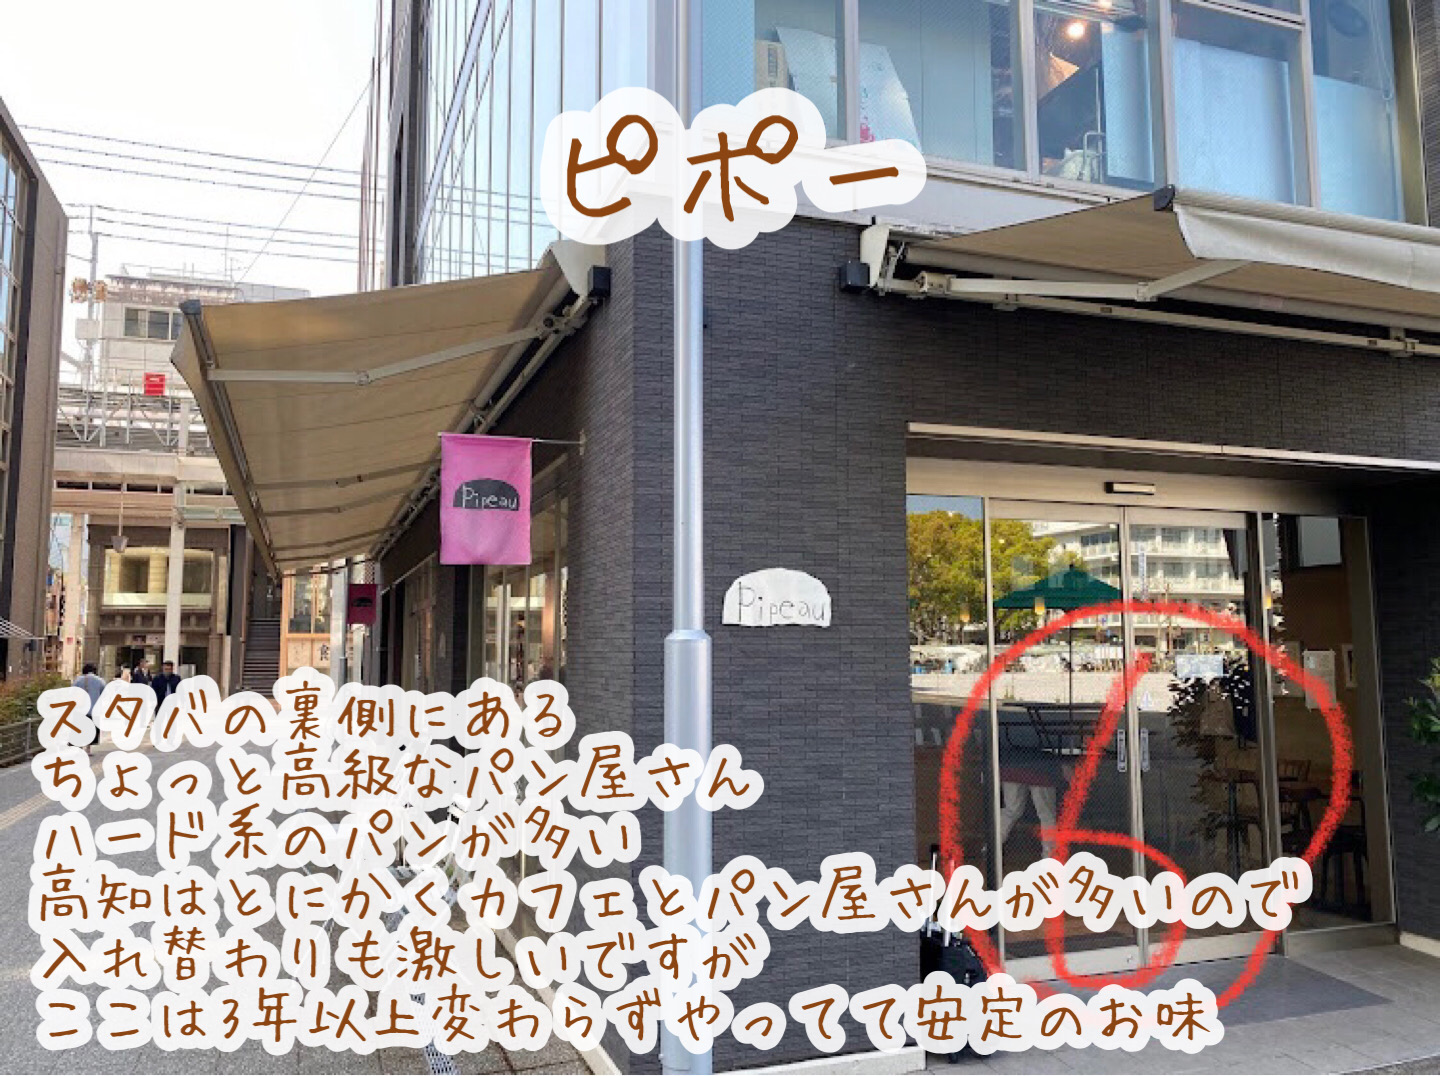 ピポー
Pipeau
Pipeau
スタバの裏側にある
ちょっと高級なパン屋さん
ハード系のパンが多い
高知はとにかくカフェとパン屋さんが多いので
入れ替わりも激しいですが
ここは3年以上変わらずやってて安定のお味
6